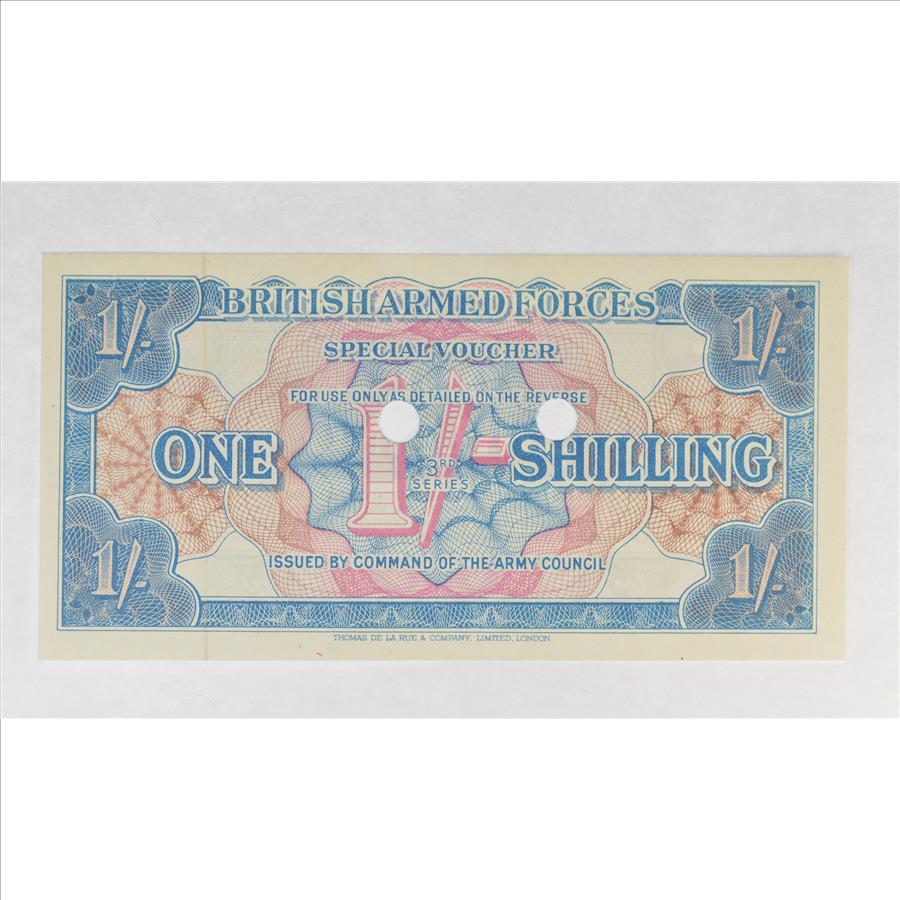 BRITISH ARMED FORCES
1/- 1/-
SPECIAL VOUCHER
FOR USE ONLY AS DETAILED ON THE REVERSE
ONE 1/- SHILLING
3RD
SERIES
ISSUED BY COMMAND OF THE ARMY COUNCIL
1/- 1/-
THOMAS DE LA RUE & COMPANY, LIMITED, LONDON